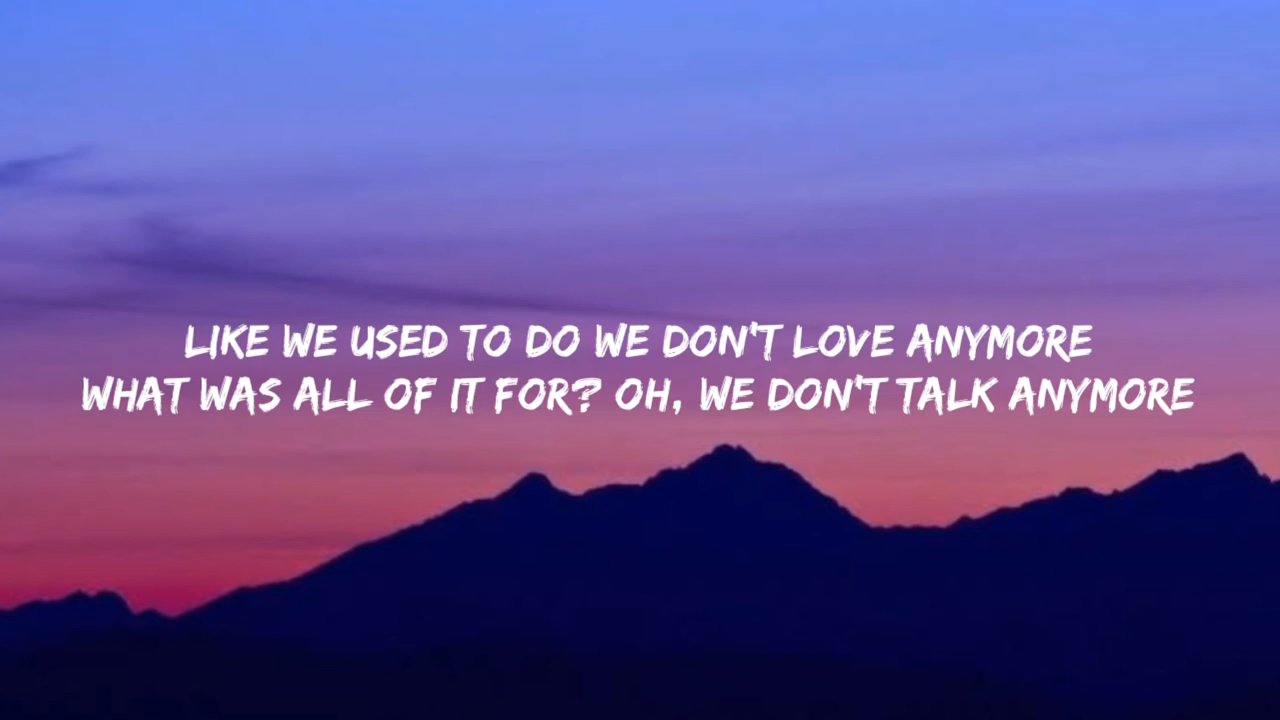 LIKE WE USED TO DO WE DON'T LOVE ANYMORE
WHAT WAS ALL OF IT FOR? OH, WE DON'T TALK ANYMORE